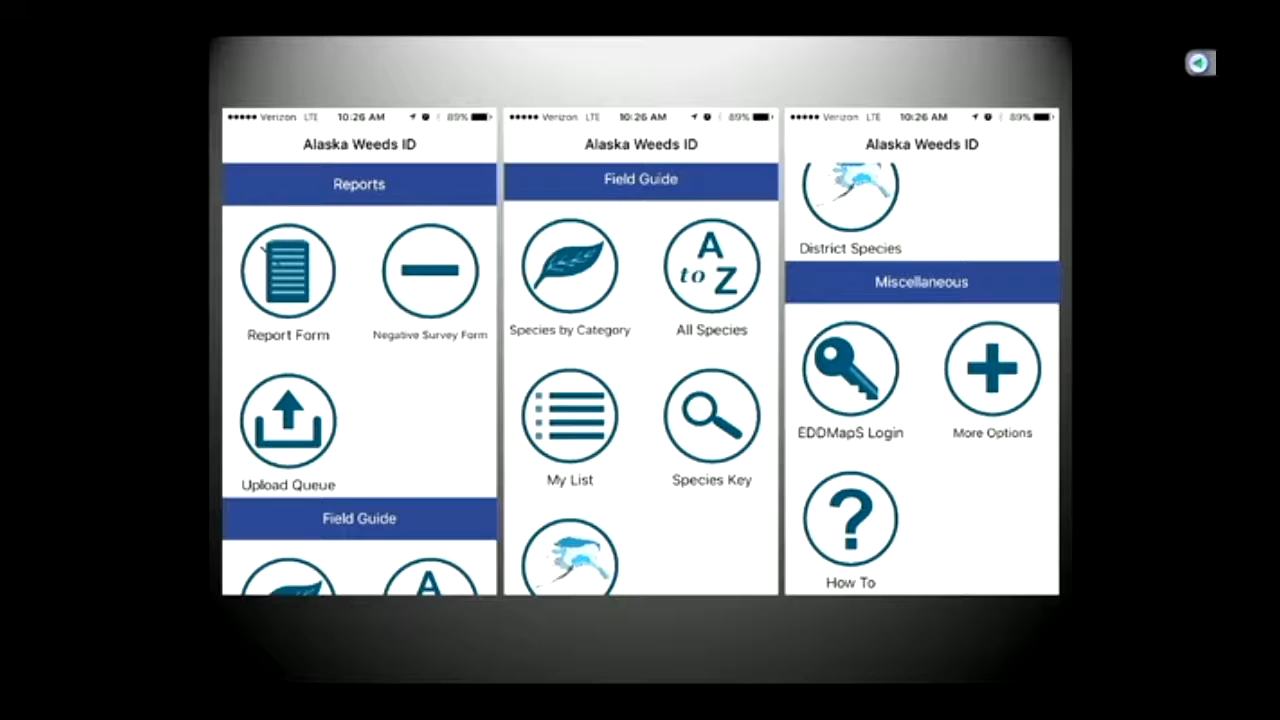 Verizon LTE 10:26 AM 89%
Alaska Weeds ID
Reports
Report Form
Negative Survey Form
Upload Queue
Field Guide
A
Verizon LTE 10:26 AM 89%
Alaska Weeds ID
Field Guide
A
to
Z
Species by Category
All Species
My List
Species Key
Verizon LTE 10:26 AM 89%
Alaska Weeds ID
District Species
Miscellaneous
EDDMapS Login
More Options
?
How To